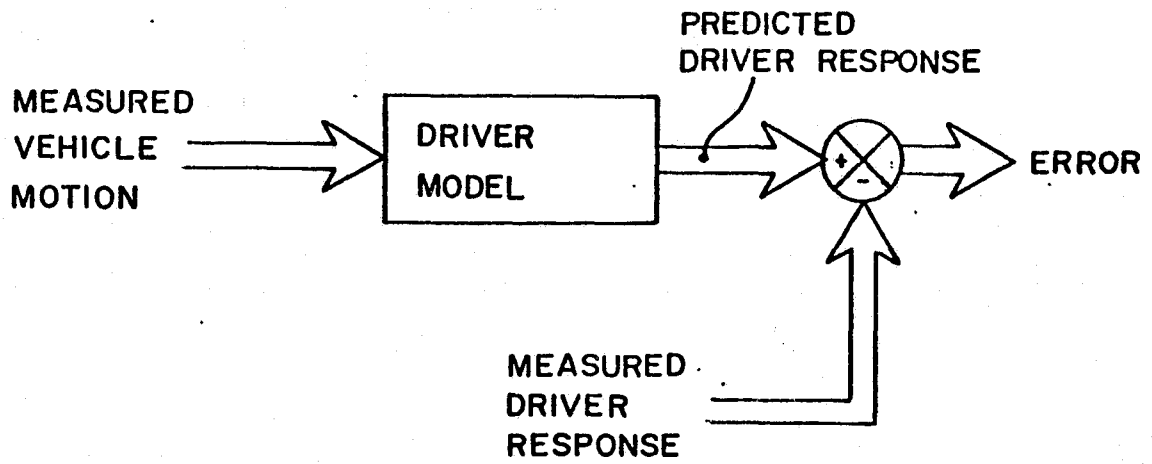 PREDICTED
DRIVER RESPONSE
MEASURED
VEHICLE
MOTION
DRIVER
MODEL
+
-
ERROR
MEASURED
DRIVER
RESPONSE